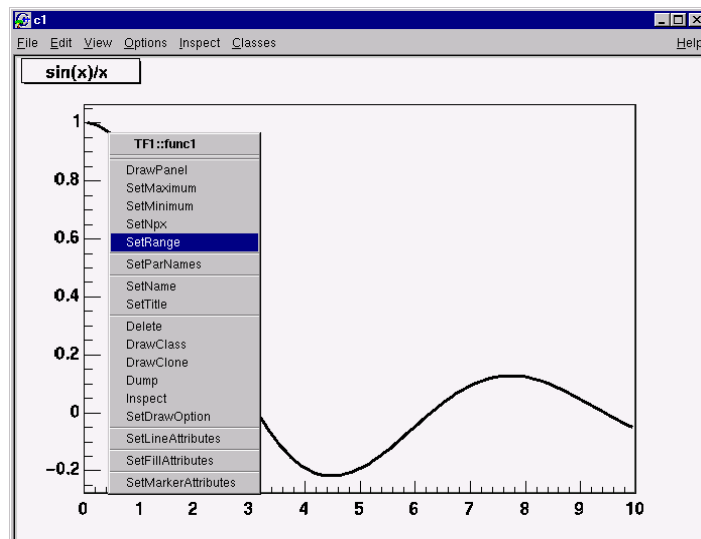 c1
File Edit View Options Inspect Classes Help
sin(x)/x
1
0.8
0.6
0.4
0.2
0
−0.2
TF1::func1
DrawPanel
SetMaximum
SetMinimum
SetNpx
SetRange
SetParNames
SetName
SetTitle
Delete
DrawClass
DrawClone
Dump
Inspect
SetDrawOption
SetLineAttributes
SetFillAttributes
SetMarkerAttributes
0 1 2 3 4 5 6 7 8 9 10